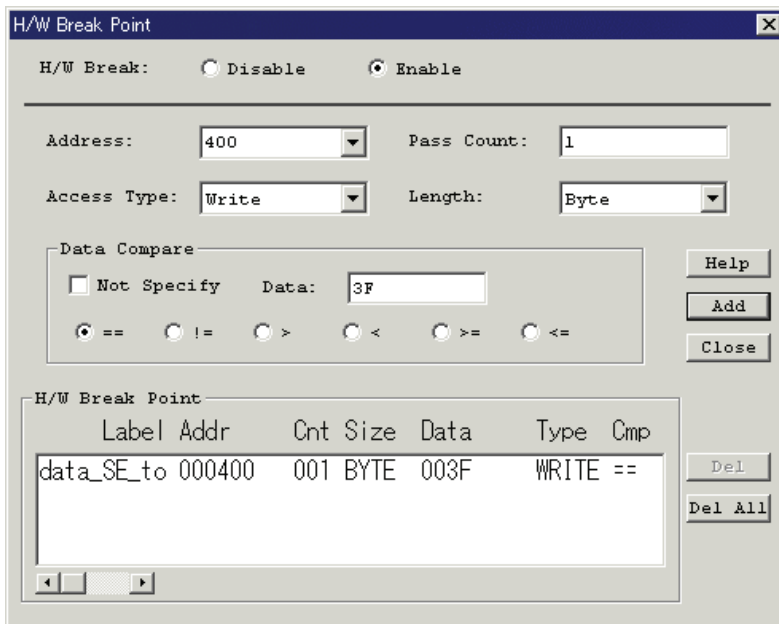 H/W Break Point
H/W Break: Disable Enable
Address: 400 Pass Count: 1
Access Type: Write Length: Byte
Data Compare
Not Specify Data: 3F
== != > < >= <=
Help
Add
Close
H/W Break Point
Label Addr Cnt Size Data Type Cmp
data_SE_to 000400 001 BYTE 003F WRITE ==
Del
Del All